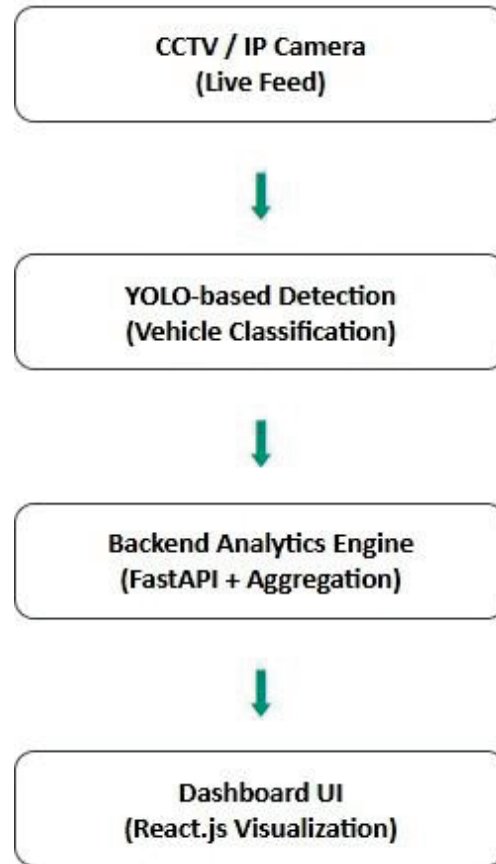 CCTV / IP Camera
(Live Feed)
YOLO-based Detection
(Vehicle Classification)
Backend Analytics Engine
(FastAPI + Aggregation)
Dashboard UI
(React.js Visualization)